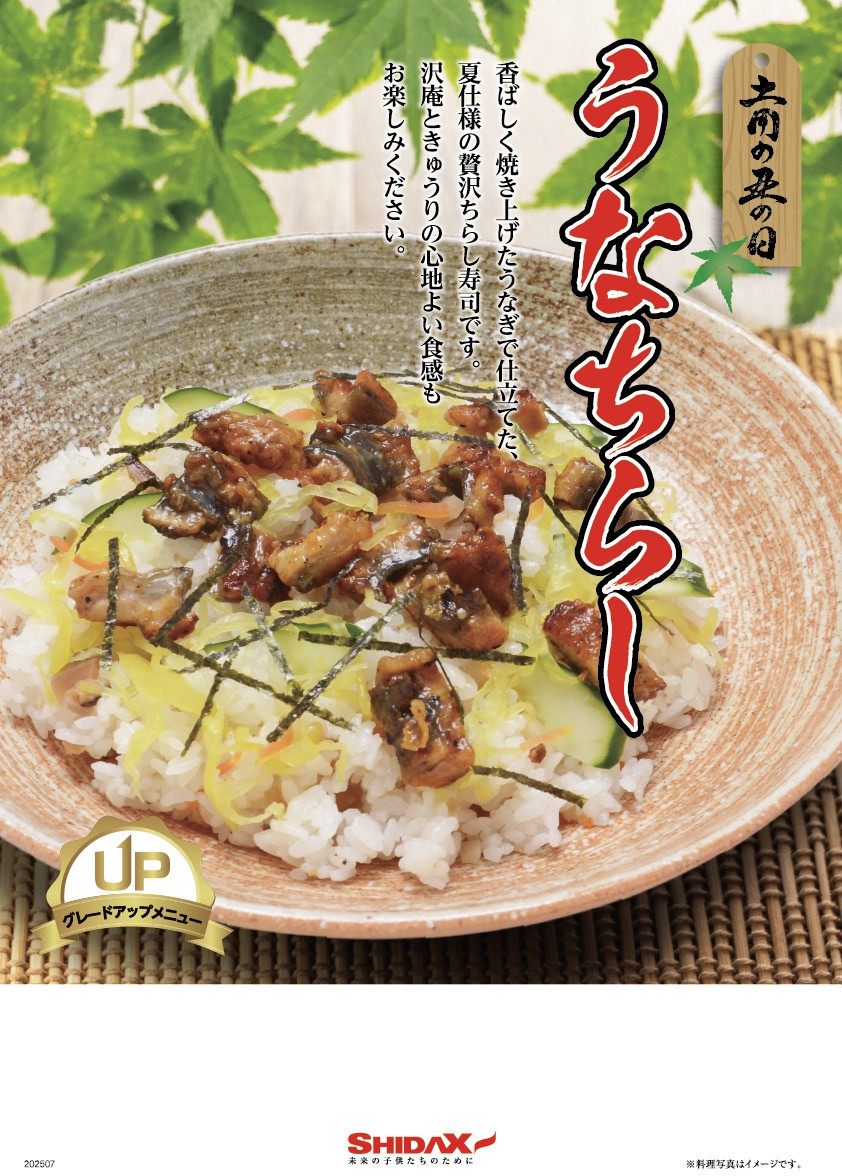 土用の丑の日
うなちらし
香ばしく焼き上げたうなぎで仕立てた、
夏仕様の贅沢ちらし寿司です。
沢庵ときゅうりの心地よい食感も
お楽しみください。
UP
グレードアップメニュー
SHIDAX
未来の子供たちのために
202507
※料理写真はイメージです。